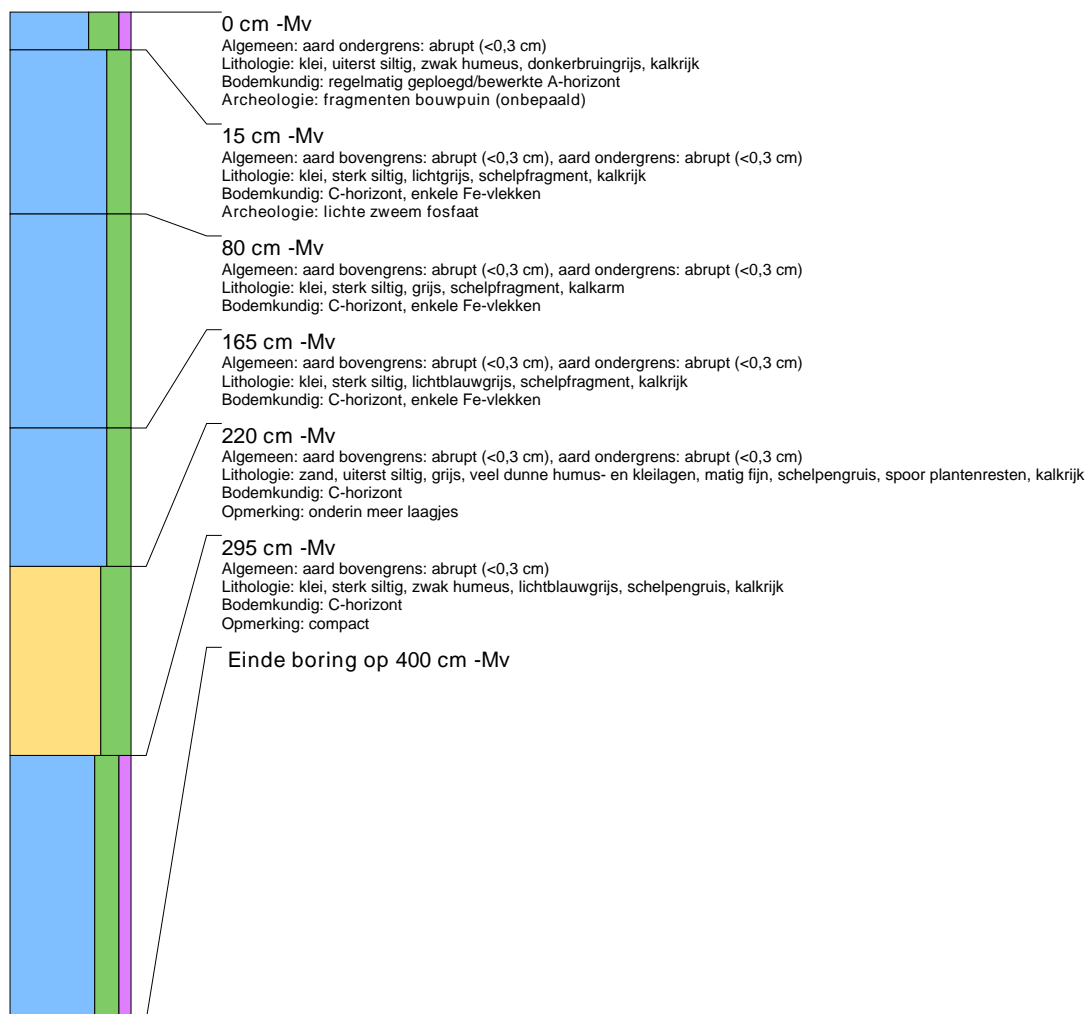 0 cm -Mv
Algemeen: aard ondergrens: abrupt (<0,3 cm)
Lithologie: klei, uiterst siltig, zwak humeus, donkerbruingrijs, kalkrijk
Bodemkundig: regelmatig geploegd/bewerkte A-horizont
Archeologie: fragmenten bouwpuin (onbepaald)
15 cm -Mv
Algemeen: aard bovengrens: abrupt (<0,3 cm), aard ondergrens: abrupt (<0,3 cm)
Lithologie: klei, sterk siltig, lichtgrijs, schelpfragment, kalkrijk
Bodemkundig: C-horizont, enkele Fe-vlekken
Archeologie: lichte zweem fosfaat
80 cm -Mv
Algemeen: aard bovengrens: abrupt (<0,3 cm), aard ondergrens: abrupt (<0,3 cm)
Lithologie: klei, sterk siltig, grijs, schelpfragment, kalkarm
Bodemkundig: C-horizont, enkele Fe-vlekken
165 cm -Mv
Algemeen: aard bovengrens: abrupt (<0,3 cm), aard ondergrens: abrupt (<0,3 cm)
Lithologie: klei, sterk siltig, lichtblauwgrijs, schelpfragment, kalkrijk
Bodemkundig: C-horizont, enkele Fe-vlekken
220 cm -Mv
Algemeen: aard bovengrens: abrupt (<0,3 cm), aard ondergrens: abrupt (<0,3 cm)
Lithologie: zand, uiterst siltig, grijs, veel dunne humus- en kleilagen, matig fijn, schelpengruis, spoor plantenresten, kalkrijk
Bodemkundig: C-horizont
Opmerking: onderin meer laagjes
295 cm -Mv
Algemeen: aard bovengrens: abrupt (<0,3 cm)
Lithologie: klei, sterk siltig, zwak humeus, lichtblauwgrijs, schelpengruis, kalkrijk
Bodemkundig: C-horizont
Opmerking: compact
Einde boring op 400 cm -Mv